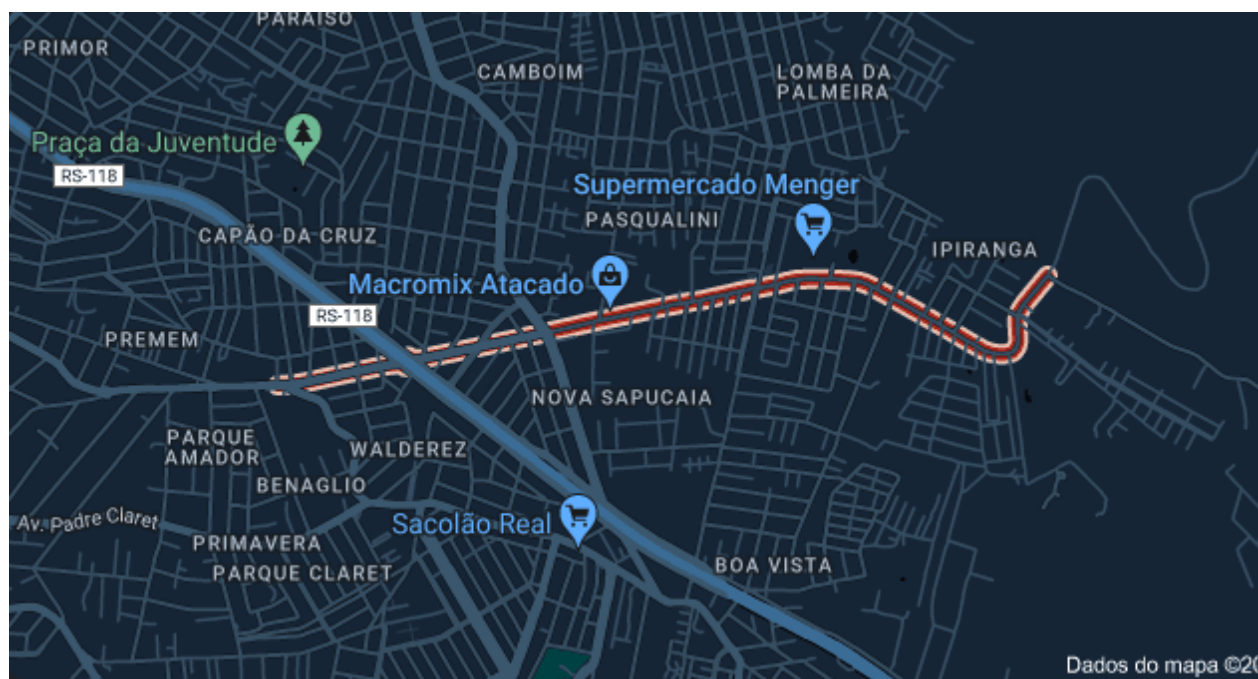 PARAÍSO
PRIMOR
CAMBOIM
LOMBA DA
PALMEIRA
Praça da Juventude
RS-118
Supermercado Menger
PASQUALINI
CAPÃO DA CRUZ
IPIRANGA
Macromix Atacado
RS-118
PREMEM
NOVA SAPUCAIA
PARQUE
AMADOR
WALDEREZ
BENAGLIO
Av. Padre Claret
Sacolão Real
PRIMAVERA
PARQUE CLARET
BOA VISTA
Dados do mapa ©20